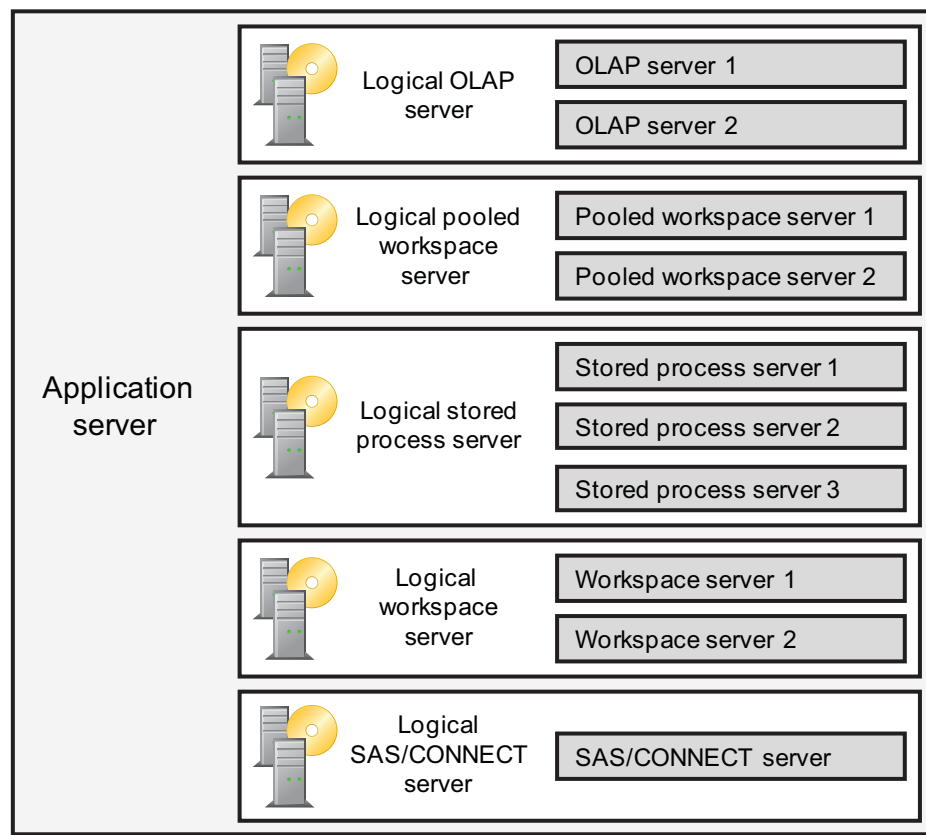 Application
server
Logical OLAP
server
OLAP server 1
OLAP server 2
Logical pooled
workspace
server
Pooled workspace server 1
Pooled workspace server 2
Logical stored
process server
Stored process server 1
Stored process server 2
Stored process server 3
Logical
workspace
server
Workspace server 1
Workspace server 2
Logical
SAS/CONNECT
server
SAS/CONNECT server